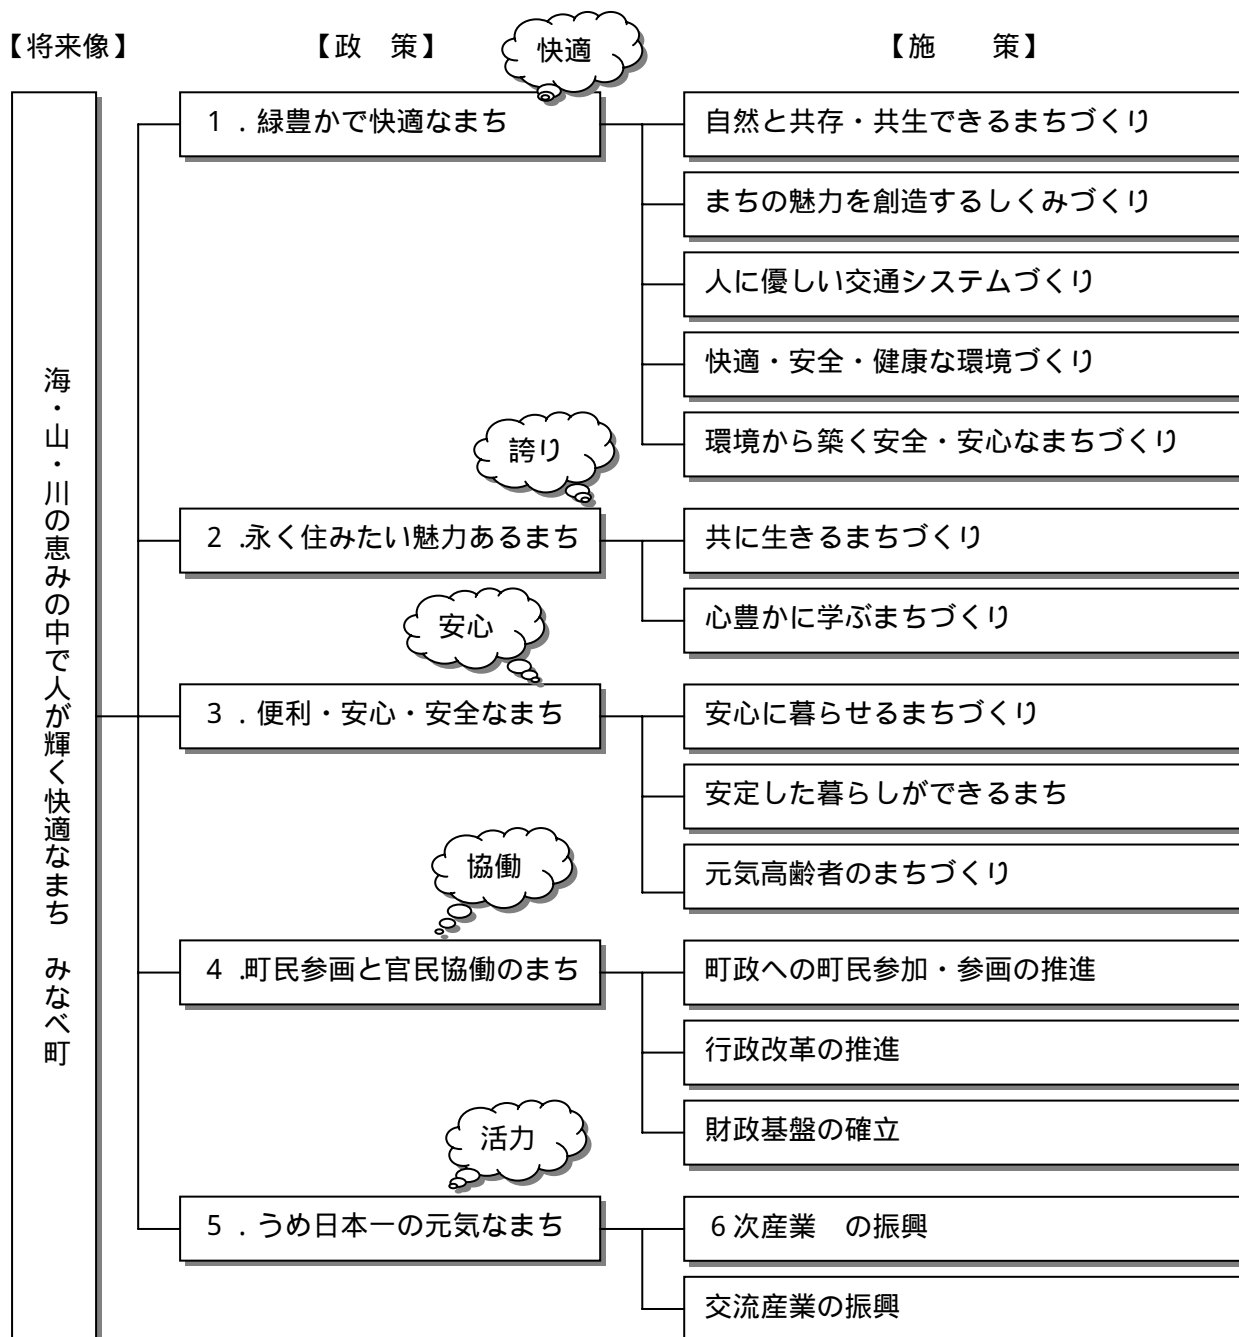 【将来像】
【政　策】
【施　　策】
海・山・川の恵みの中で人が輝く快適なまち　みなべ町
快適
1．緑豊かで快適なまち
自然と共存・共生できるまちづくり
まちの魅力を創造するしくみづくり
人に優しい交通システムづくり
快適・安全・健康な環境づくり
環境から築く安全・安心なまちづくり
誇り
2．永く住みたい魅力あるまち
共に生きるまちづくり
心豊かに学ぶまちづくり
安心
3．便利・安心・安全なまち
安心に暮らせるまちづくり
安定した暮らしができるまち
元気高齢者のまちづくり
協働
4．町民参画と官民協働のまち
町政への町民参加・参画の推進
行政改革の推進
財政基盤の確立
活力
5．うめ日本一の元気なまち
6次産業　の振興
交流産業の振興